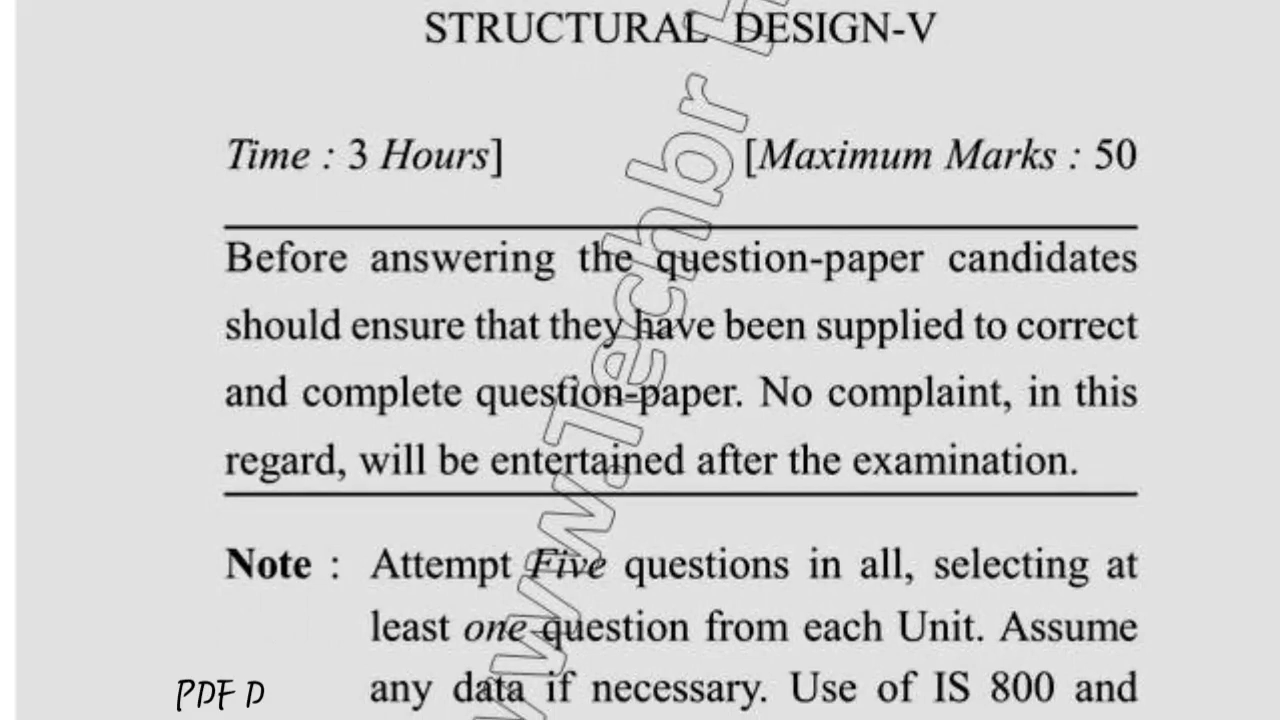 STRUCTURAL DESIGN-V
Time : 3 Hours] [Maximum Marks : 50
Before answering the question-paper candidates
should ensure that they have been supplied to correct
and complete question-paper. No complaint, in this
regard, will be entertained after the examination.
Note : Attempt Five questions in all, selecting at
least one question from each Unit. Assume
any data if necessary. Use of IS 800 and
PDF D
www.Techbr